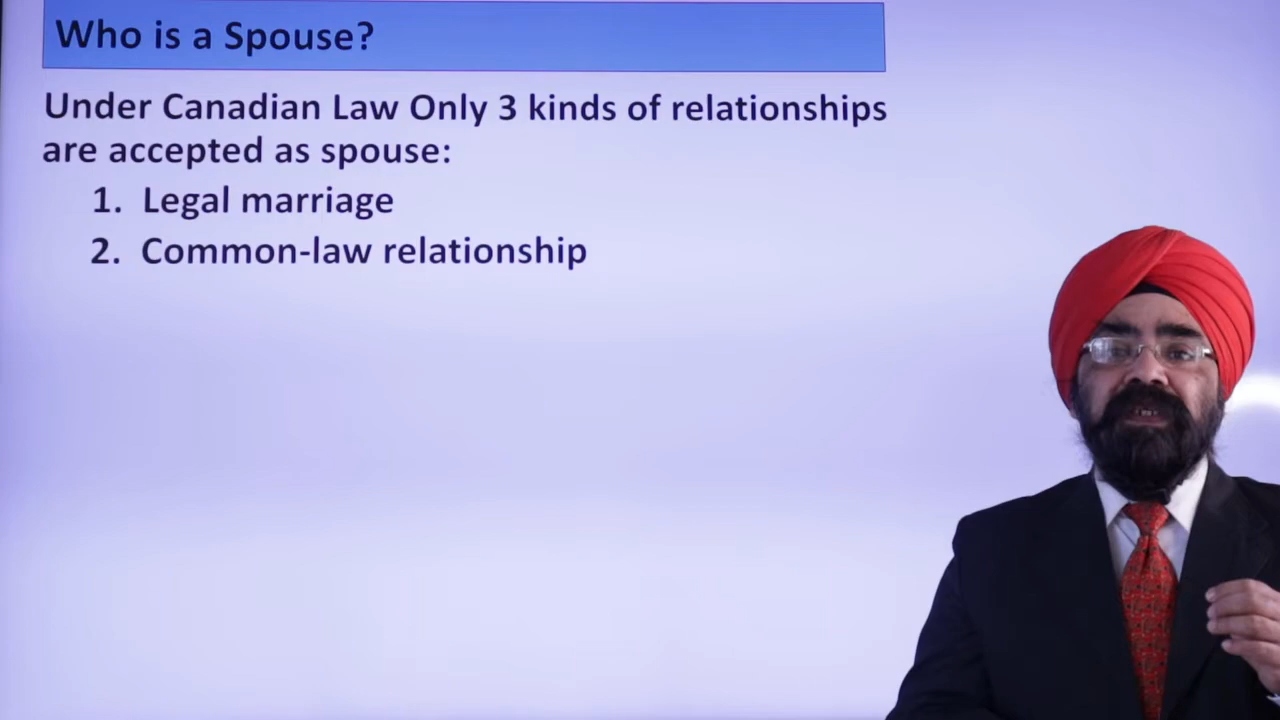 Who is a Spouse?
Under Canadian Law Only 3 kinds of relationships
are accepted as spouse:
1. Legal marriage
2. Common-law relationship